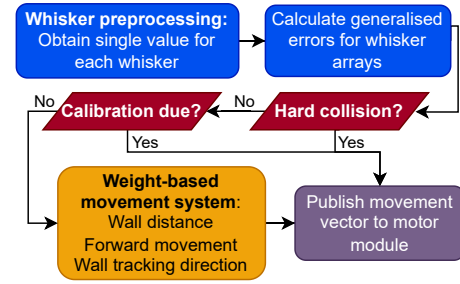 Whisker preprocessing:
Obtain single value for
each whisker
Calculate generalised
errors for whisker
arrays
No
Calibration due?
No
Hard collision?
Yes
Yes
Weight-based
movement system:
Wall distance
Forward movement
Wall tracking direction
Publish movement
vector to motor
module